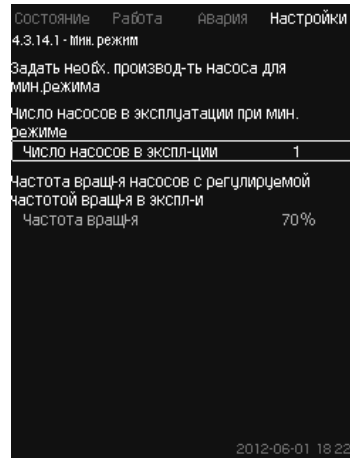 Состояние Работа Авария Настройки
4.3.14.1 - Мин. режим
Задать необх. производ-ть насоса для
мин.режима
Число насосов в эксплуатации при мин.
режиме
Число насосов в экспл-ции 1
Частота вращ-я насосов с регулируемой
частотой вращ-я в экспл-и
Частота вращ-я 70%
2012-06-01 18:22